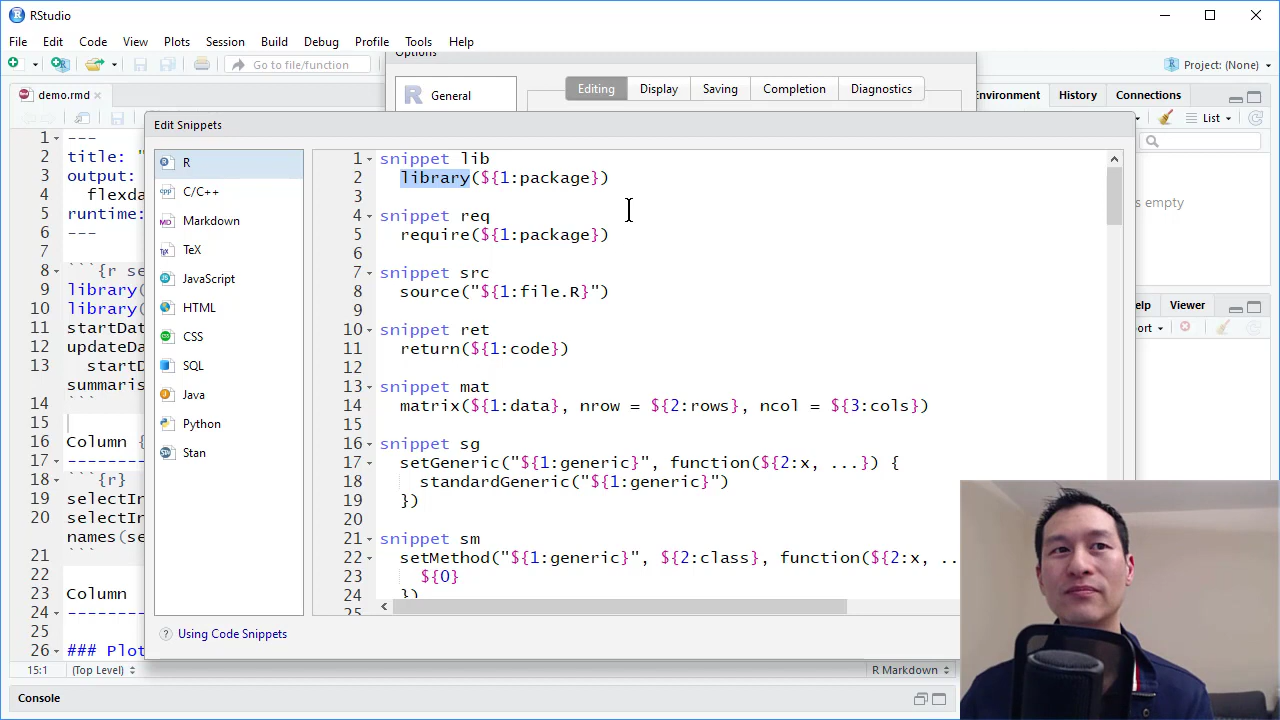 RStudio
File Edit Code View Plots Session Build Debug Profile Tools Help
Go to file/function
Project: (None)
Options
demo.rmd
General
Editing Display Saving Completion Diagnostics
Environment History Connections
List
Edit Snippets
R
C/C++
Markdown
TeX
JavaScript
HTML
CSS
SQL
Java
Python
Stan
1 snippet lib
2 library(${1:package})
3
4 snippet req
5 require(${1:package})
6
7 snippet src
8 source("${1:file.R}")
9
10 snippet ret
11 return(${1:code})
12
13 snippet mat
14 matrix(${1:data}, nrow = ${2:rows}, ncol = ${3:cols})
15
16 snippet sg
17 setGeneric("${1:generic}", function(${2:x, ...}) {
18 standardGeneric("${1:generic}")
19 })
20
21 snippet sm
22 setMethod("${1:generic}", ${2:class}, function(${2:x, ..
23 ${0}
24 })
25
Using Code Snippets
1 ---
2 title: "
3 output:
4 flexda
5 runtime:
6 ---
7
8 ```{r se
9 library(
10 library(
11 startDat
12 updateDa
13 startD
summaris
14 ```
15
16 Column {
17 --------
18 ```{r}
19 selectIn
20 selectIn
names(se
21 ```
22
23 Column
24 --------
25
26 ### Plot
s empty
elp Viewer
ort
15:1 (Top Level) R Markdown
Console